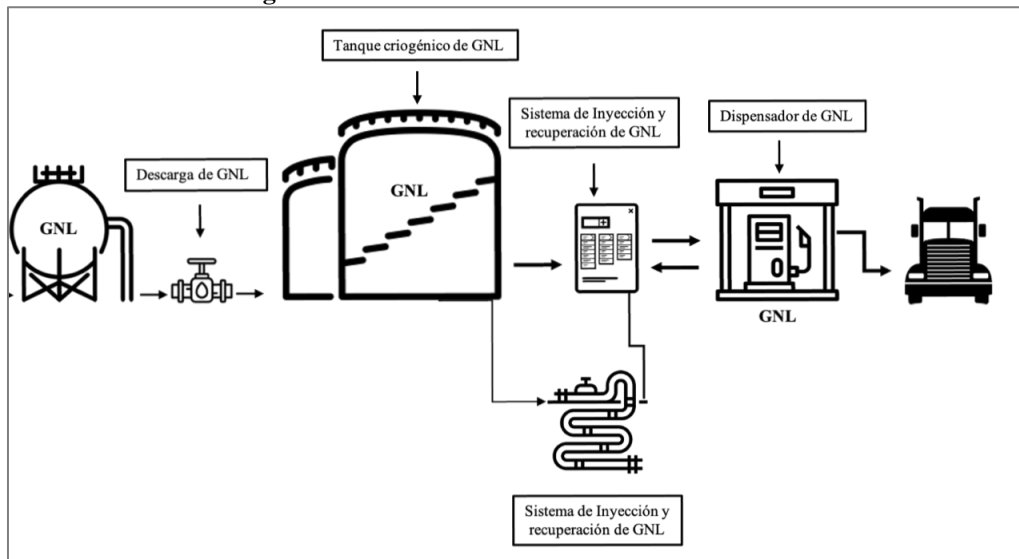 Tanque criogénico de GNL
Sistema de Inyección y
recuperación de GNL
Dispensador de GNL
Descarga de GNL
GNL
GNL
GNL
Sistema de Inyección y
recuperación de GNL